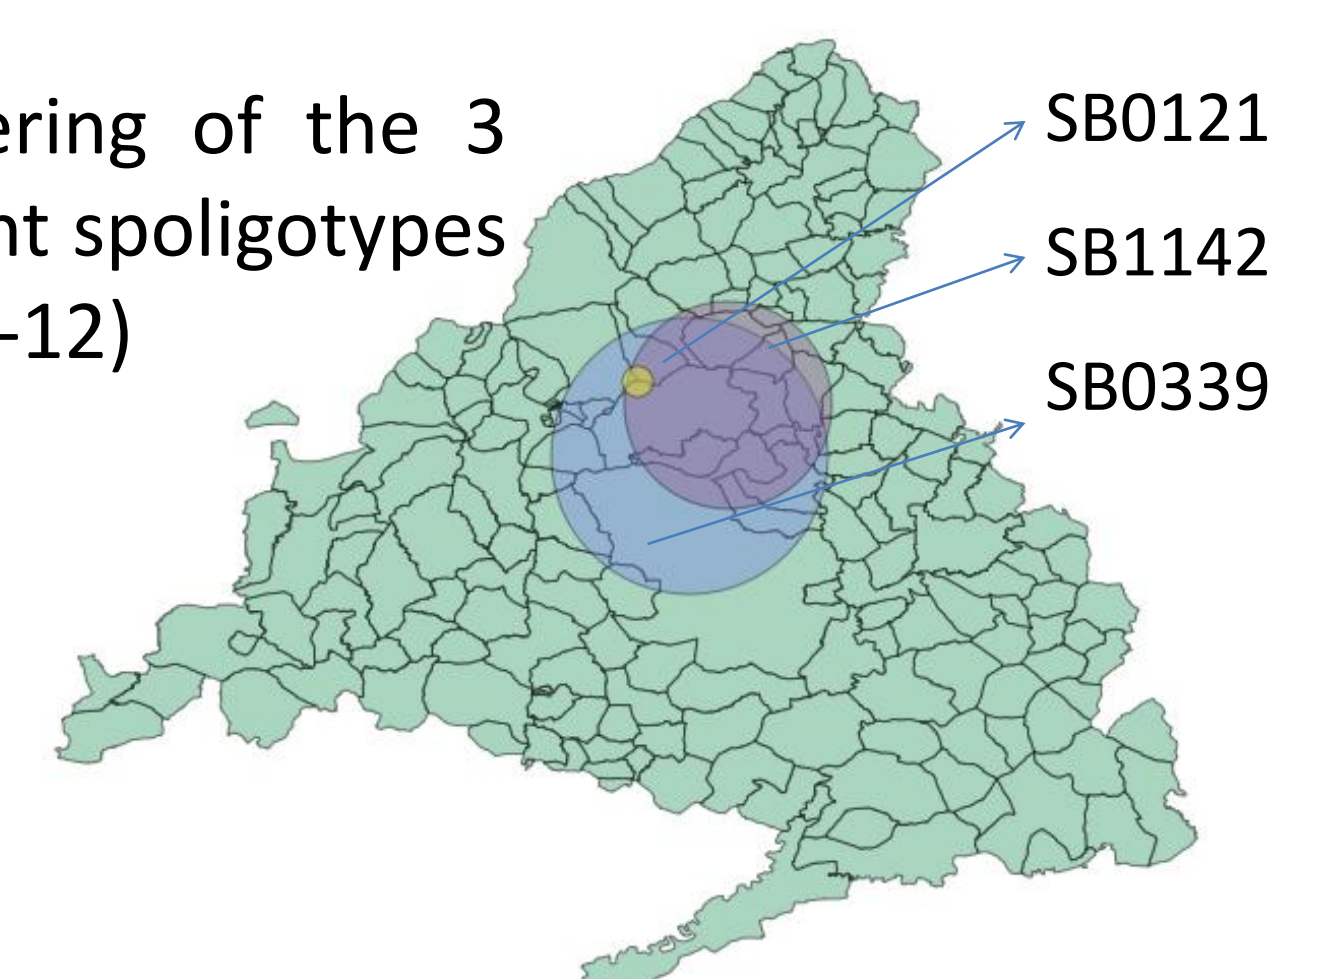 ering of the 3
nt spoligotypes
-12)
SB0121
SB1142
SB0339